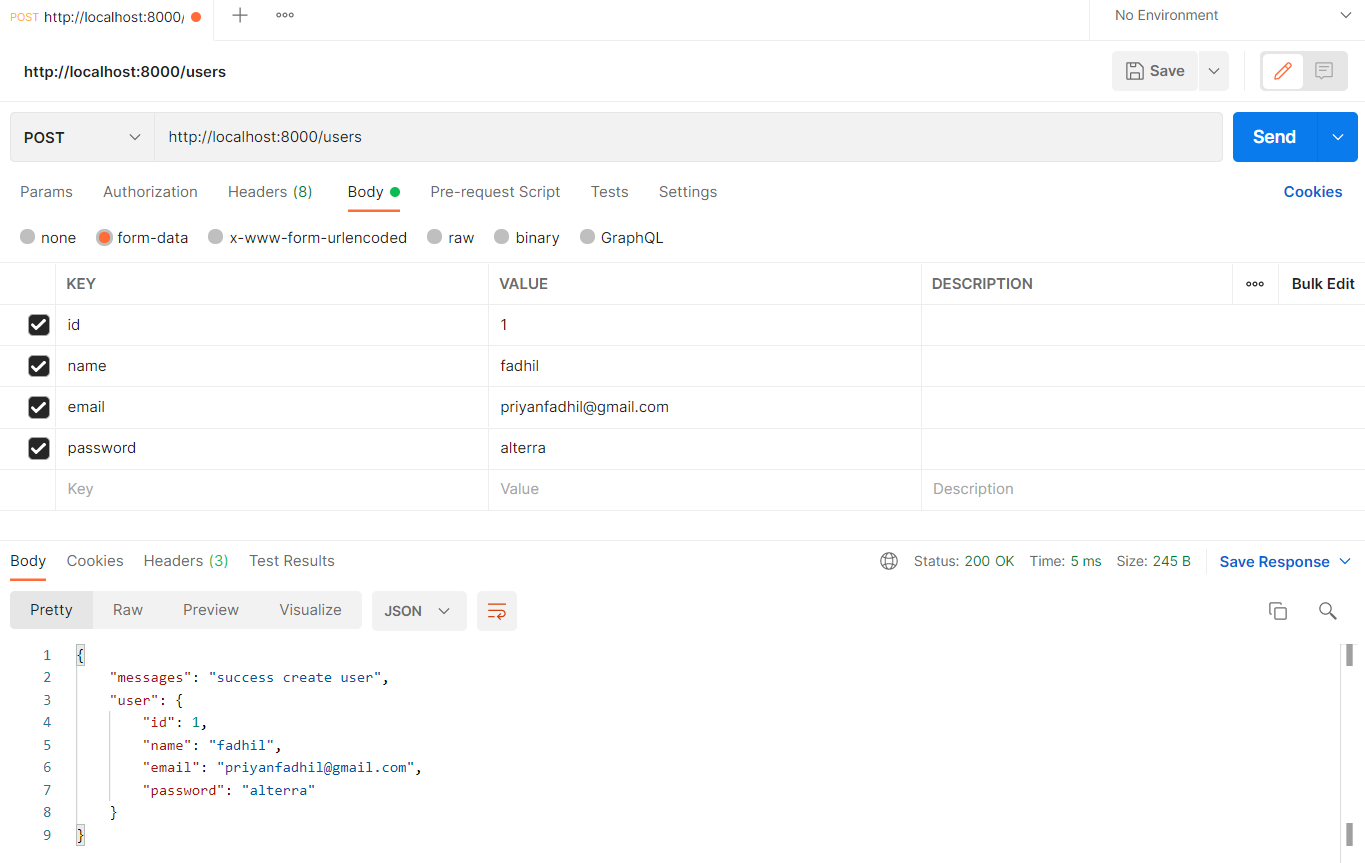 POST http://localhost:8000/ No Environment
http://localhost:8000/users Save
POST http://localhost:8000/users Send
Params Authorization Headers (8) Body Pre-request Script Tests Settings Cookies
none form-data x-www-form-urlencoded raw binary GraphQL
KEY VALUE DESCRIPTION Bulk Edit
id 1
name fadhil
email priyanfadhil@gmail.com
password alterra
Key Value Description
Body Cookies Headers (3) Test Results Status: 200 OK Time: 5 ms Size: 245 B Save Response
Pretty Raw Preview Visualize JSON
1 {
2 "messages": "success create user",
3 "user": {
4 "id": 1,
5 "name": "fadhil",
6 "email": "priyanfadhil@gmail.com",
7 "password": "alterra"
8 }
9 }